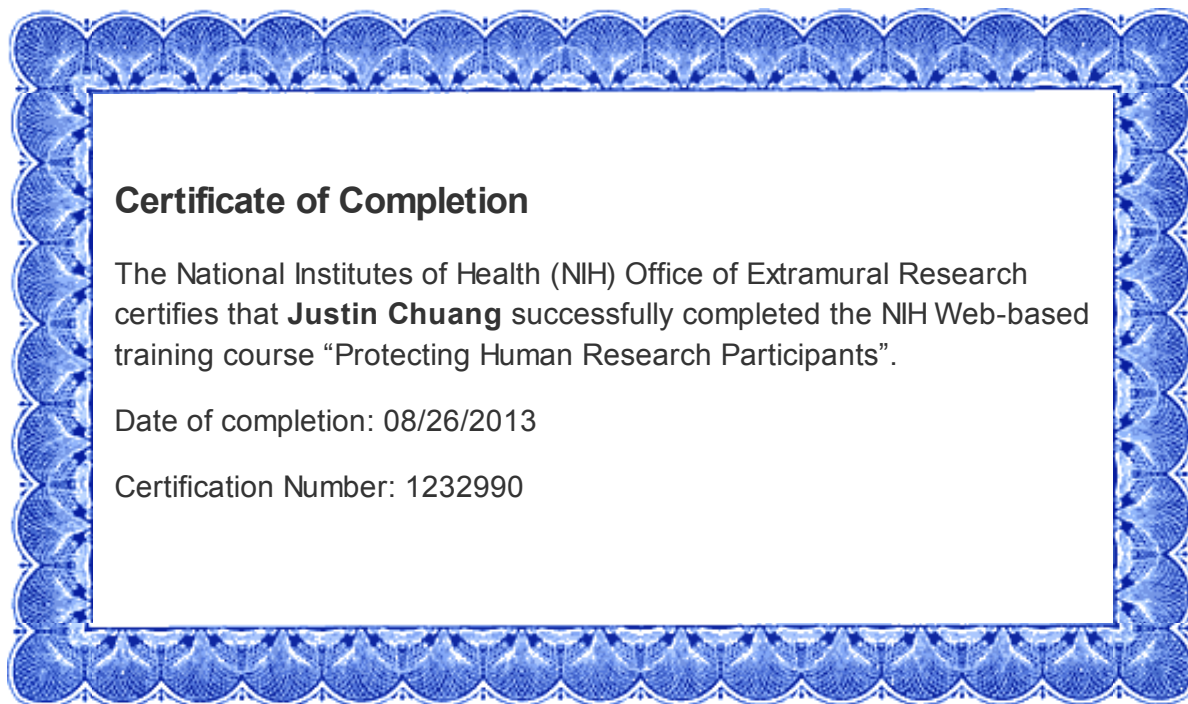 Certificate of Completion
The National Institutes of Health (NIH) Office of Extramural Research
certifies that Justin Chuang successfully completed the NIH Web-based
training course “Protecting Human Research Participants”.
Date of completion: 08/26/2013
Certification Number: 1232990